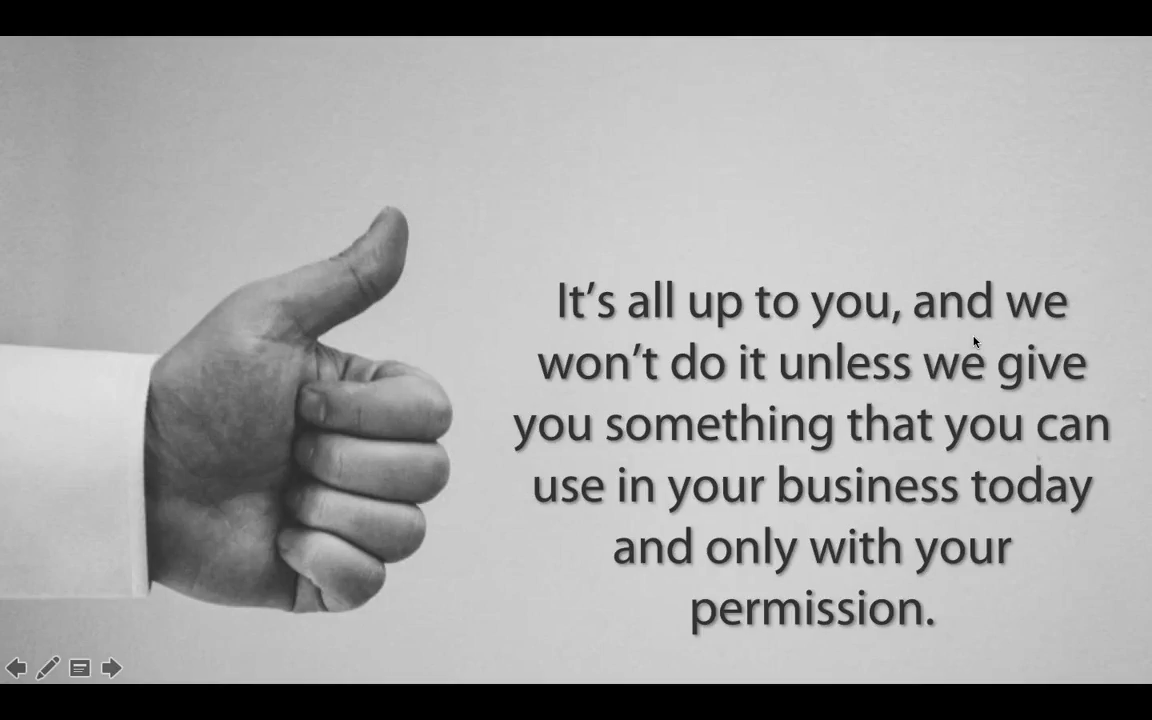 It’s all up to you, and we
won’t do it unless we give
you something that you can
use in your business today
and only with your
permission.